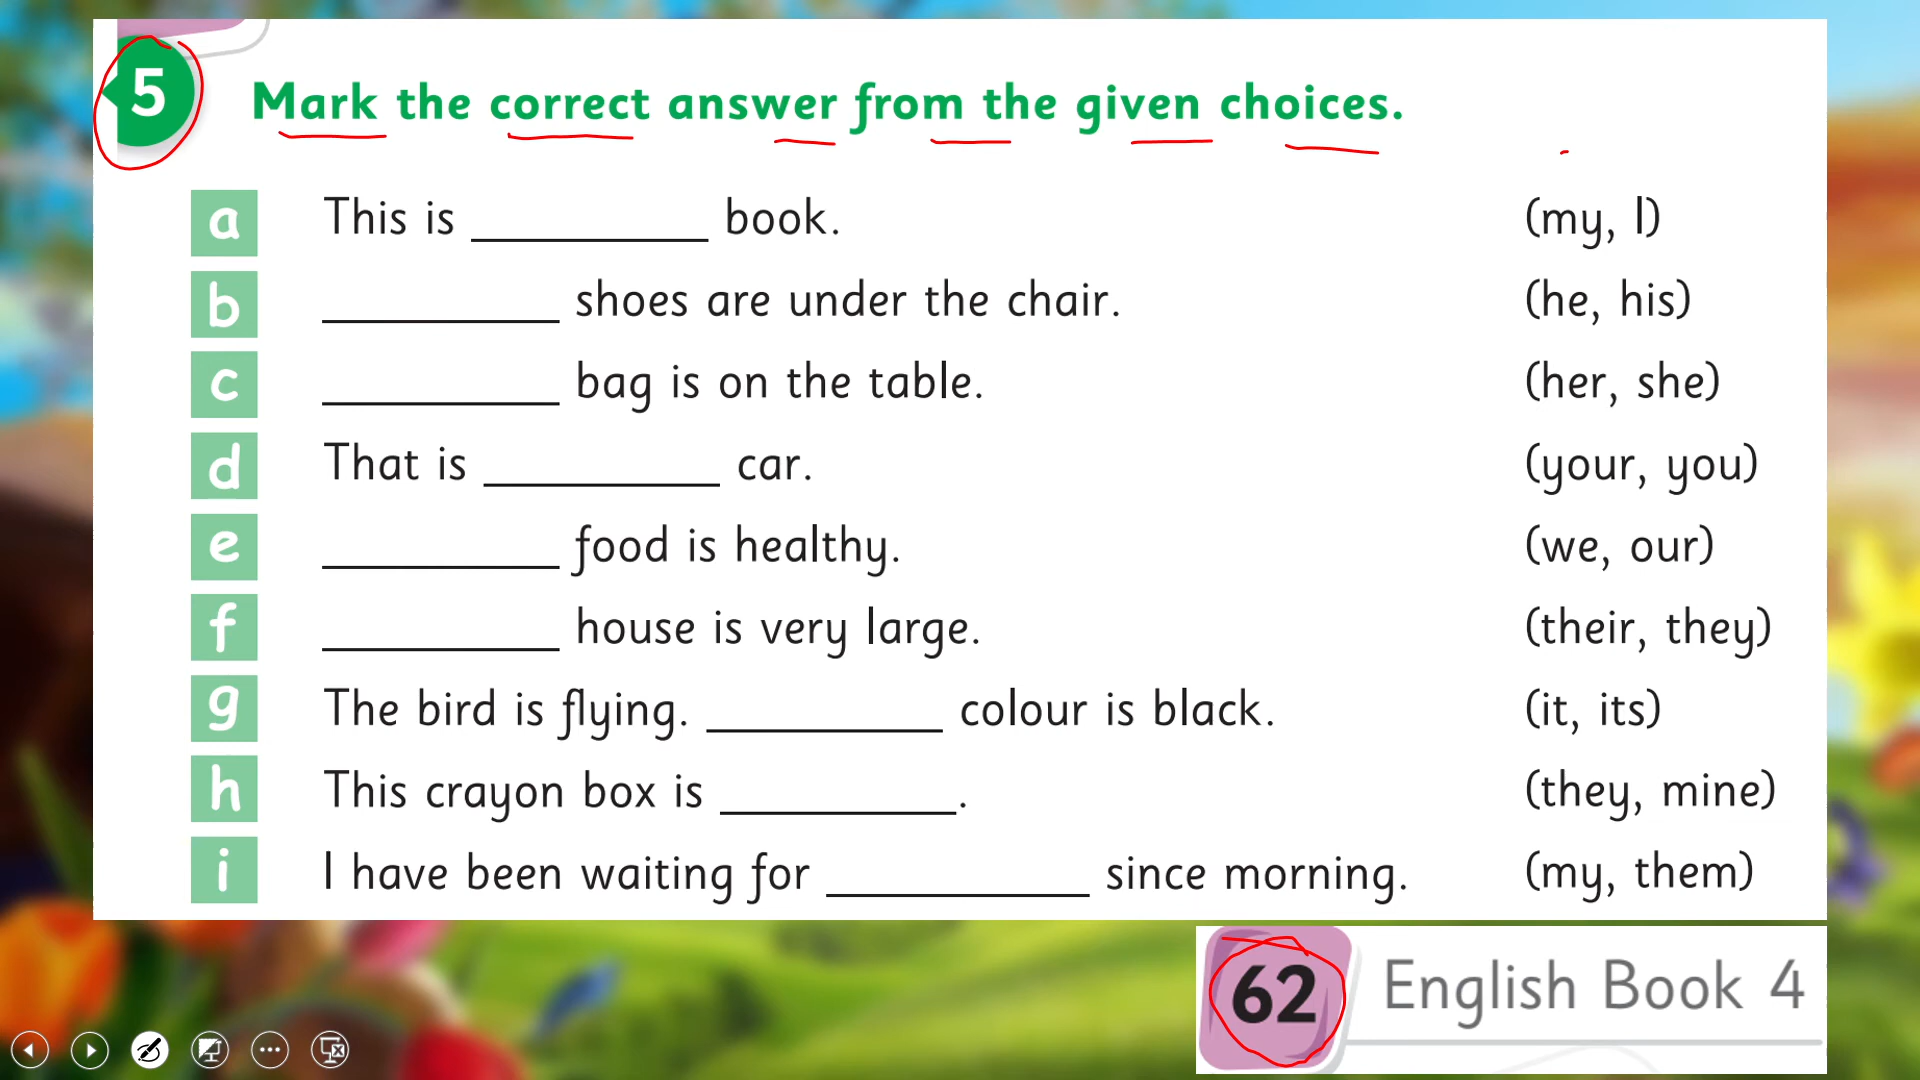 5 Mark the correct answer from the given choices.
a This is __________ book. (my, I)
b __________ shoes are under the chair. (he, his)
c __________ bag is on the table. (her, she)
d That is __________ car. (your, you)
e __________ food is healthy. (we, our)
f __________ house is very large. (their, they)
g The bird is flying. __________ colour is black. (it, its)
h This crayon box is __________. (they, mine)
i I have been waiting for ___________ since morning. (my, them)
62 English Book 4